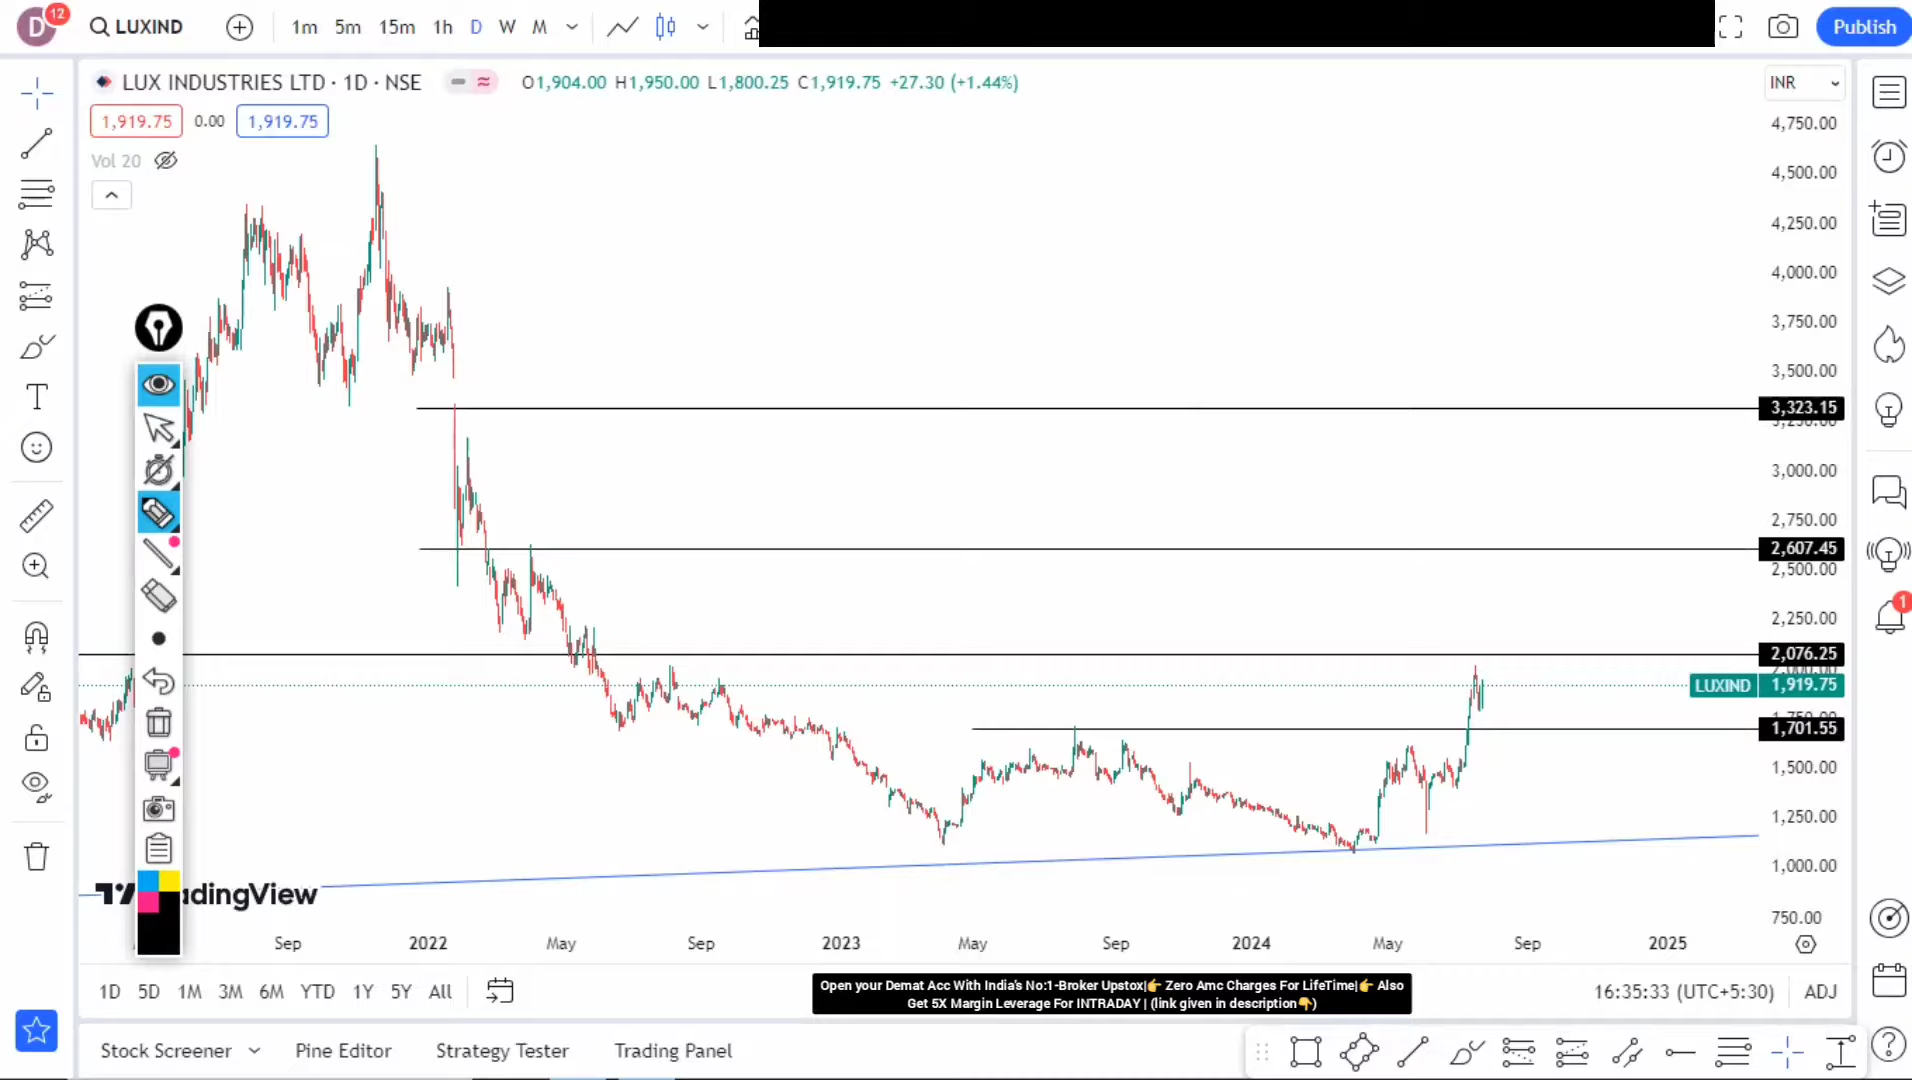 D 12 LUXIND 1m 5m 15m 1h D W M Publish
LUX INDUSTRIES LTD · 1D · NSE O1,904.00 H1,950.00 L1,800.25 C1,919.75 +27.30 (+1.44%) INR
1,919.75 0.00 1,919.75
Vol 20
4,750.00
4,500.00
4,250.00
4,000.00
3,750.00
3,500.00
3,323.15
3,000.00
2,750.00
2,607.45
2,500.00
2,250.00
2,076.25
LUXIND 1,919.75
1,701.55
1,500.00
1,250.00
1,000.00
750.00
1
adingView
Sep 2022 May Sep 2023 May Sep 2024 May Sep 2025
1D 5D 1M 3M 6M YTD 1Y 5Y All 16:35:33 (UTC+5:30) ADJ
Open your Demat Acc With India's No:1-Broker Upstox|👉 Zero Amc Charges For LifeTime|👉 Also
Get 5X Margin Leverage For INTRADAY | (link given in description👇)
Stock Screener Pine Editor Strategy Tester Trading Panel